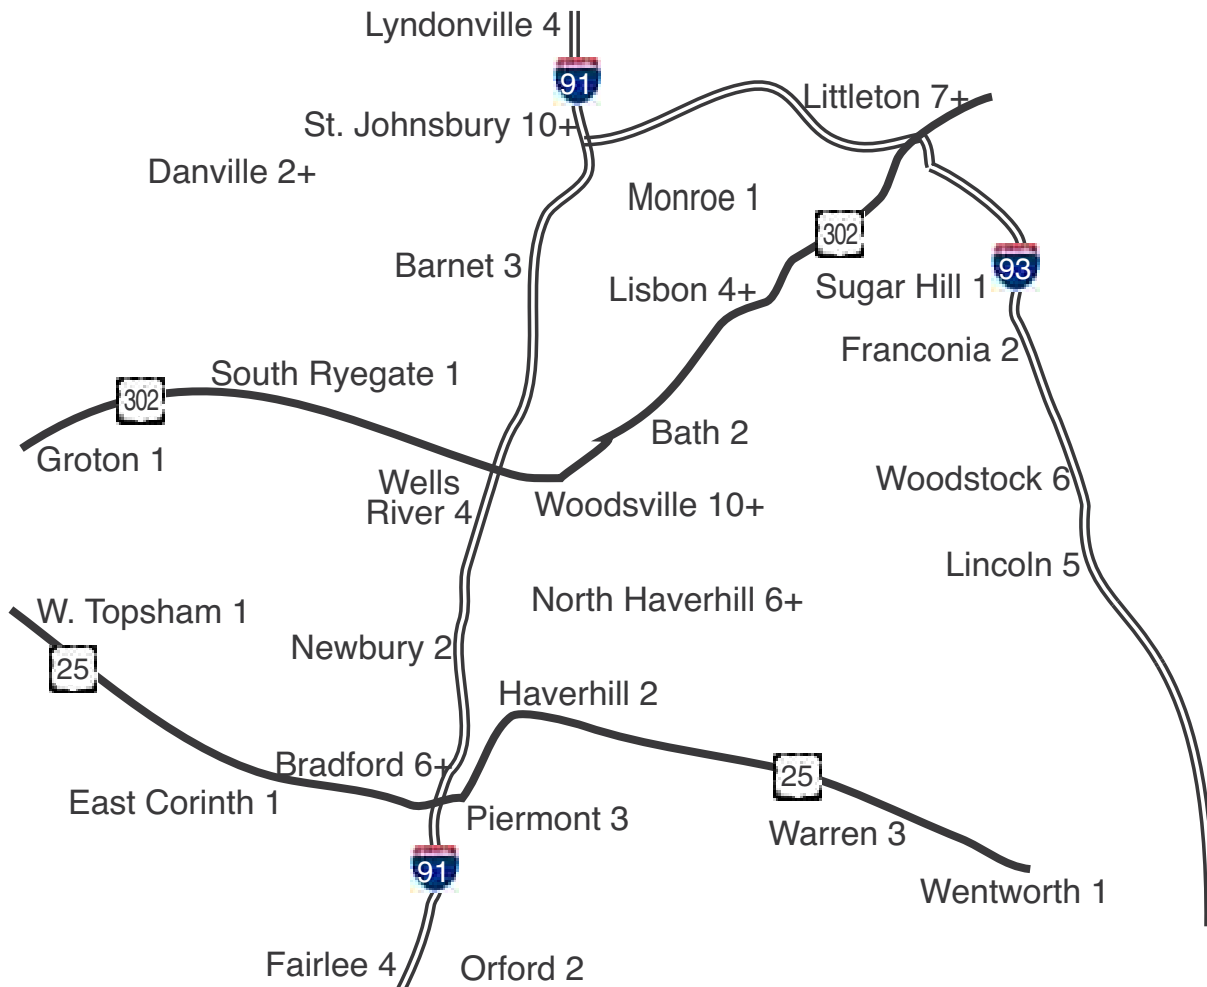 Lyndonville 4
91
Littleton 7+
St. Johnsbury 10+
Danville 2+
Monroe 1
302
Barnet 3
93
Lisbon 4+
Sugar Hill 1
Franconia 2
South Ryegate 1
302
Bath 2
Groton 1
Wells
River 4
Woodstock 6
Woodsville 10+
Lincoln 5
North Haverhill 6+
W. Topsham 1
Newbury 2
25
Haverhill 2
Bradford 6+
25
East Corinth 1
Piermont 3
Warren 3
91
Wentworth 1
Fairlee 4
Orford 2